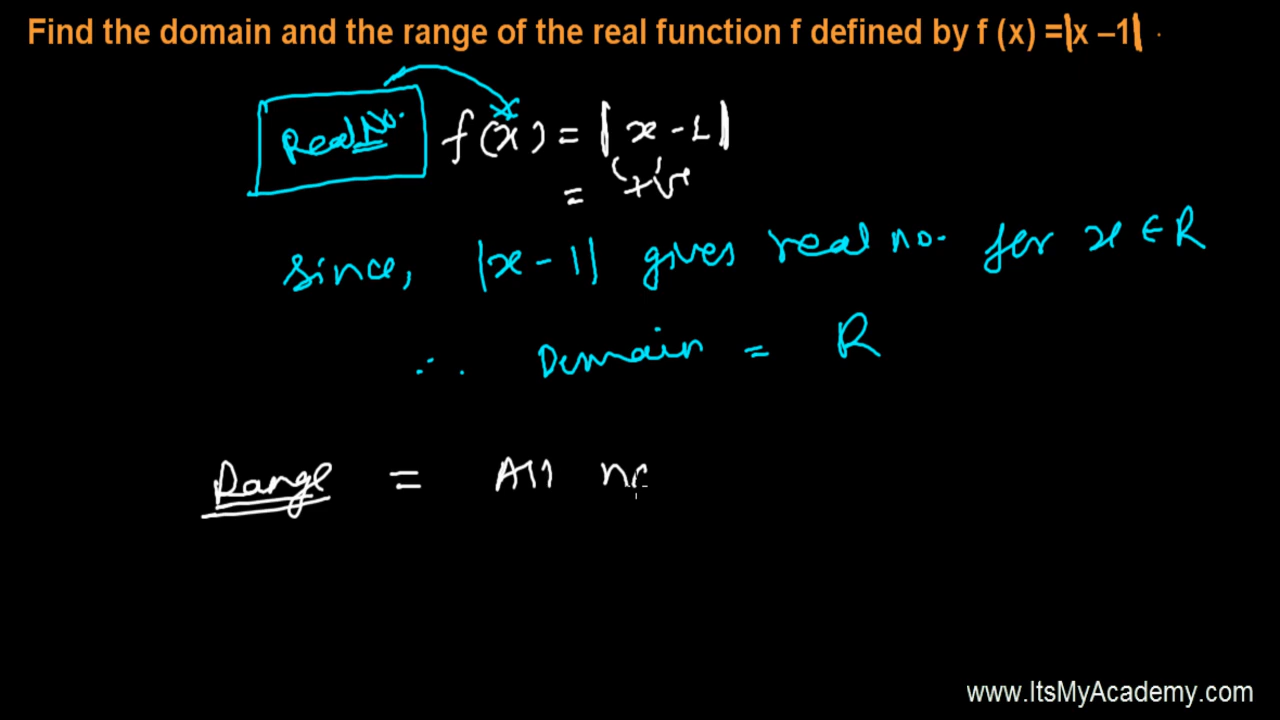 Find the domain and the range of the real function f defined by f (x) =|x –1| .
Real No. f(x) = |x - 1|
= +ve
since, |x - 1| gives real no. for x ∈ R
∴ Domain = R
Range = All no
www.ItsMyAcademy.com